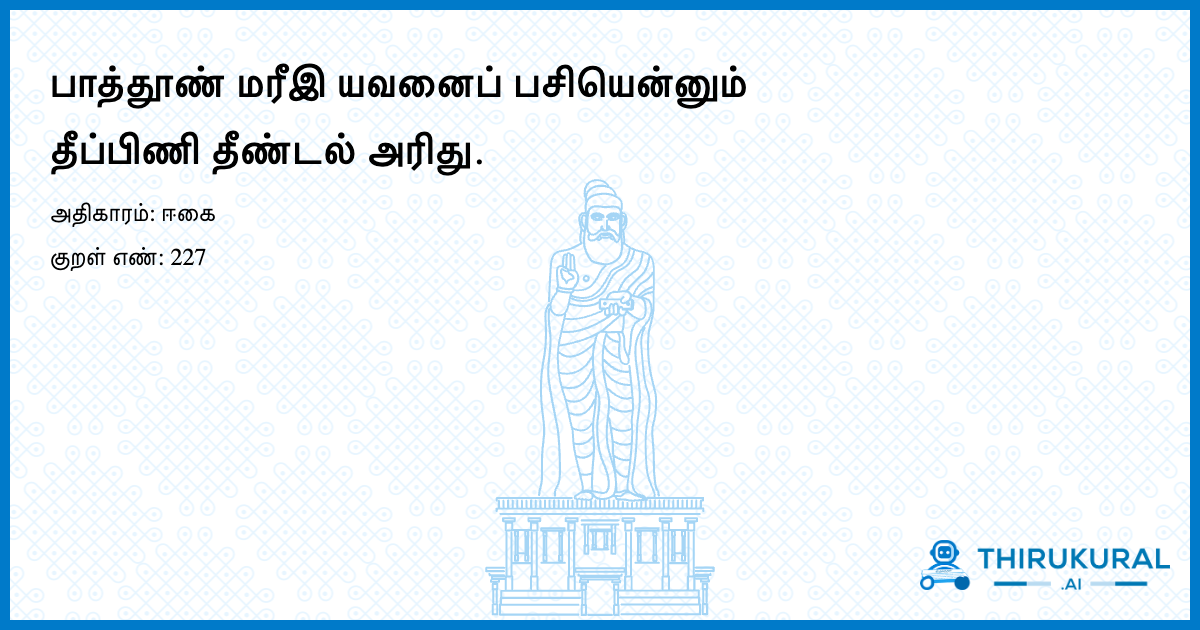 பாத்தூண் மரீஇ யவனைப் பசியென்னும்
தீப்பிணி தீண்டல் அரிது.
அதிகாரம்: ஈகை
குறள் எண்: 227
THIRUKURAL
.AI